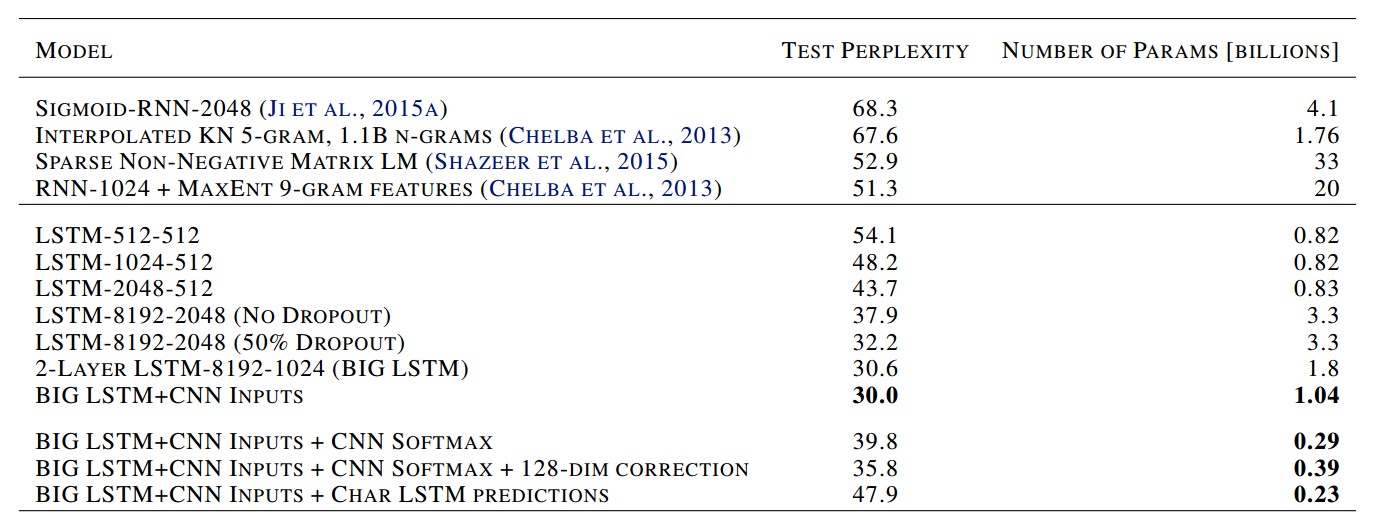 MODEL TEST PERPLEXITY NUMBER OF PARAMS [BILLIONS]
SIGMOID-RNN-2048 (JI ET AL., 2015A) 68.3 4.1
INTERPOLATED KN 5-GRAM, 1.1B N-GRAMS (CHELBA ET AL., 2013) 67.6 1.76
SPARSE NON-NEGATIVE MATRIX LM (SHAZEER ET AL., 2015) 52.9 33
RNN-1024 + MAXENT 9-GRAM FEATURES (CHELBA ET AL., 2013) 51.3 20
LSTM-512-512 54.1 0.82
LSTM-1024-512 48.2 0.82
LSTM-2048-512 43.7 0.83
LSTM-8192-2048 (NO DROPOUT) 37.9 3.3
LSTM-8192-2048 (50% DROPOUT) 32.2 3.3
2-LAYER LSTM-8192-1024 (BIG LSTM) 30.6 1.8
BIG LSTM+CNN INPUTS 30.0 1.04
BIG LSTM+CNN INPUTS + CNN SOFTMAX 39.8 0.29
BIG LSTM+CNN INPUTS + CNN SOFTMAX + 128-DIM CORRECTION 35.8 0.39
BIG LSTM+CNN INPUTS + CHAR LSTM PREDICTIONS 47.9 0.23